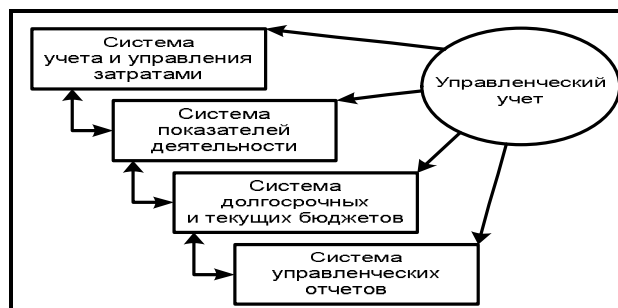 Система
учета и управления
затратами
Управленческий
учет
Система
показателей
деятельности
Система
долгосрочных
и текущих бюджетов
Система
управленческих
отчетов